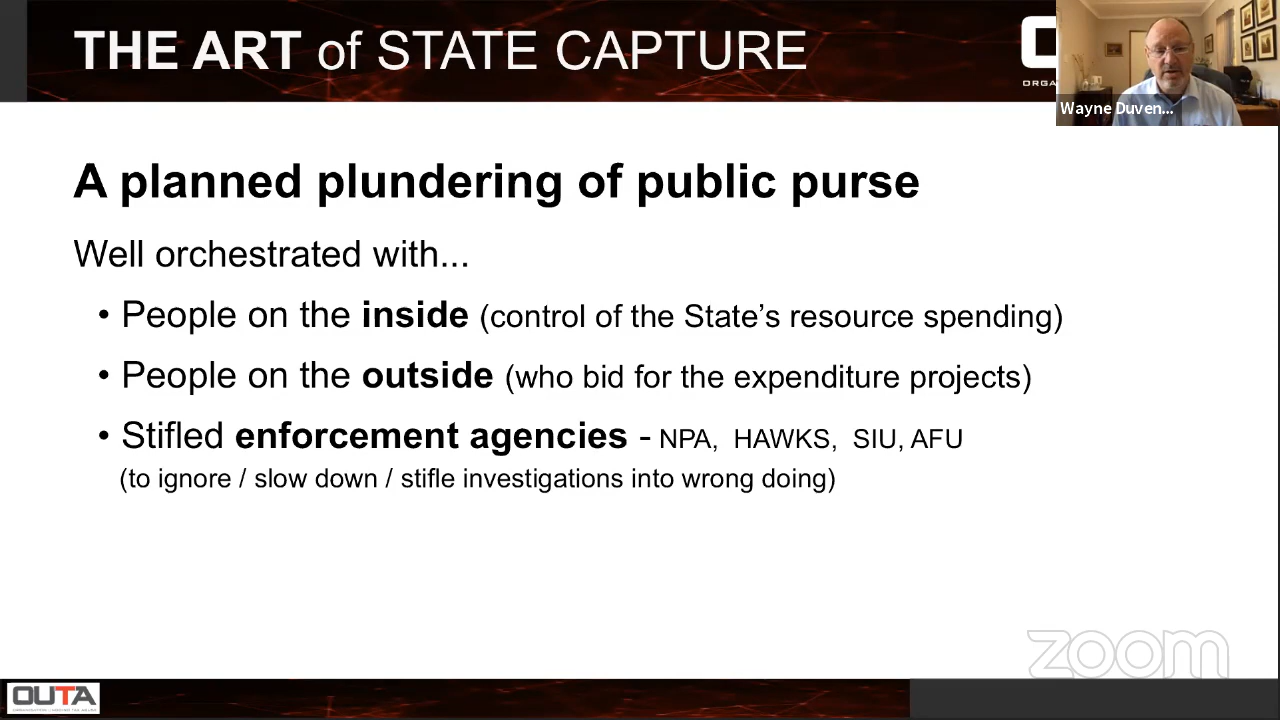 THE ART of STATE CAPTURE
Wayne Duven...
A planned plundering of public purse
Well orchestrated with...
• People on the inside (control of the State's resource spending)
• People on the outside (who bid for the expenditure projects)
• Stifled enforcement agencies - NPA, HAWKS, SIU, AFU
(to ignore / slow down / stifle investigations into wrong doing)
zoom
OUTA